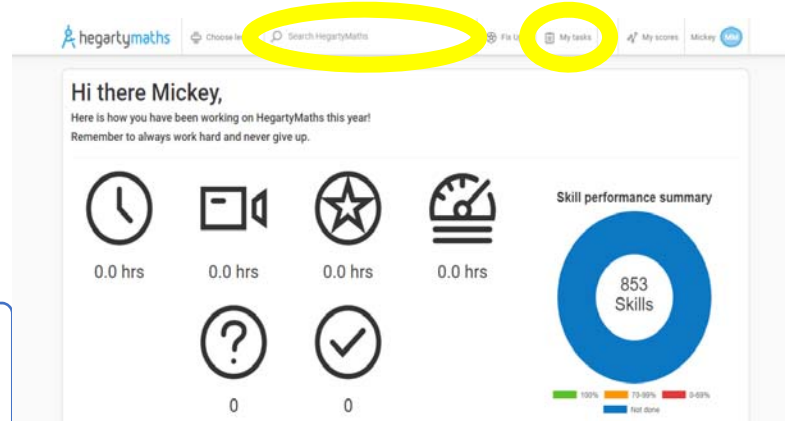 hegartymaths Choose le Search HegartyMaths Fix U My tasks My scores Mickey MM
Hi there Mickey,
Here is how you have been working on HegartyMaths this year!
Remember to always work hard and never give up.
Skill performance summary
0.0 hrs 0.0 hrs 0.0 hrs 0.0 hrs
853
Skills
?
0 0
100% 70-99% 0-69%
Not done